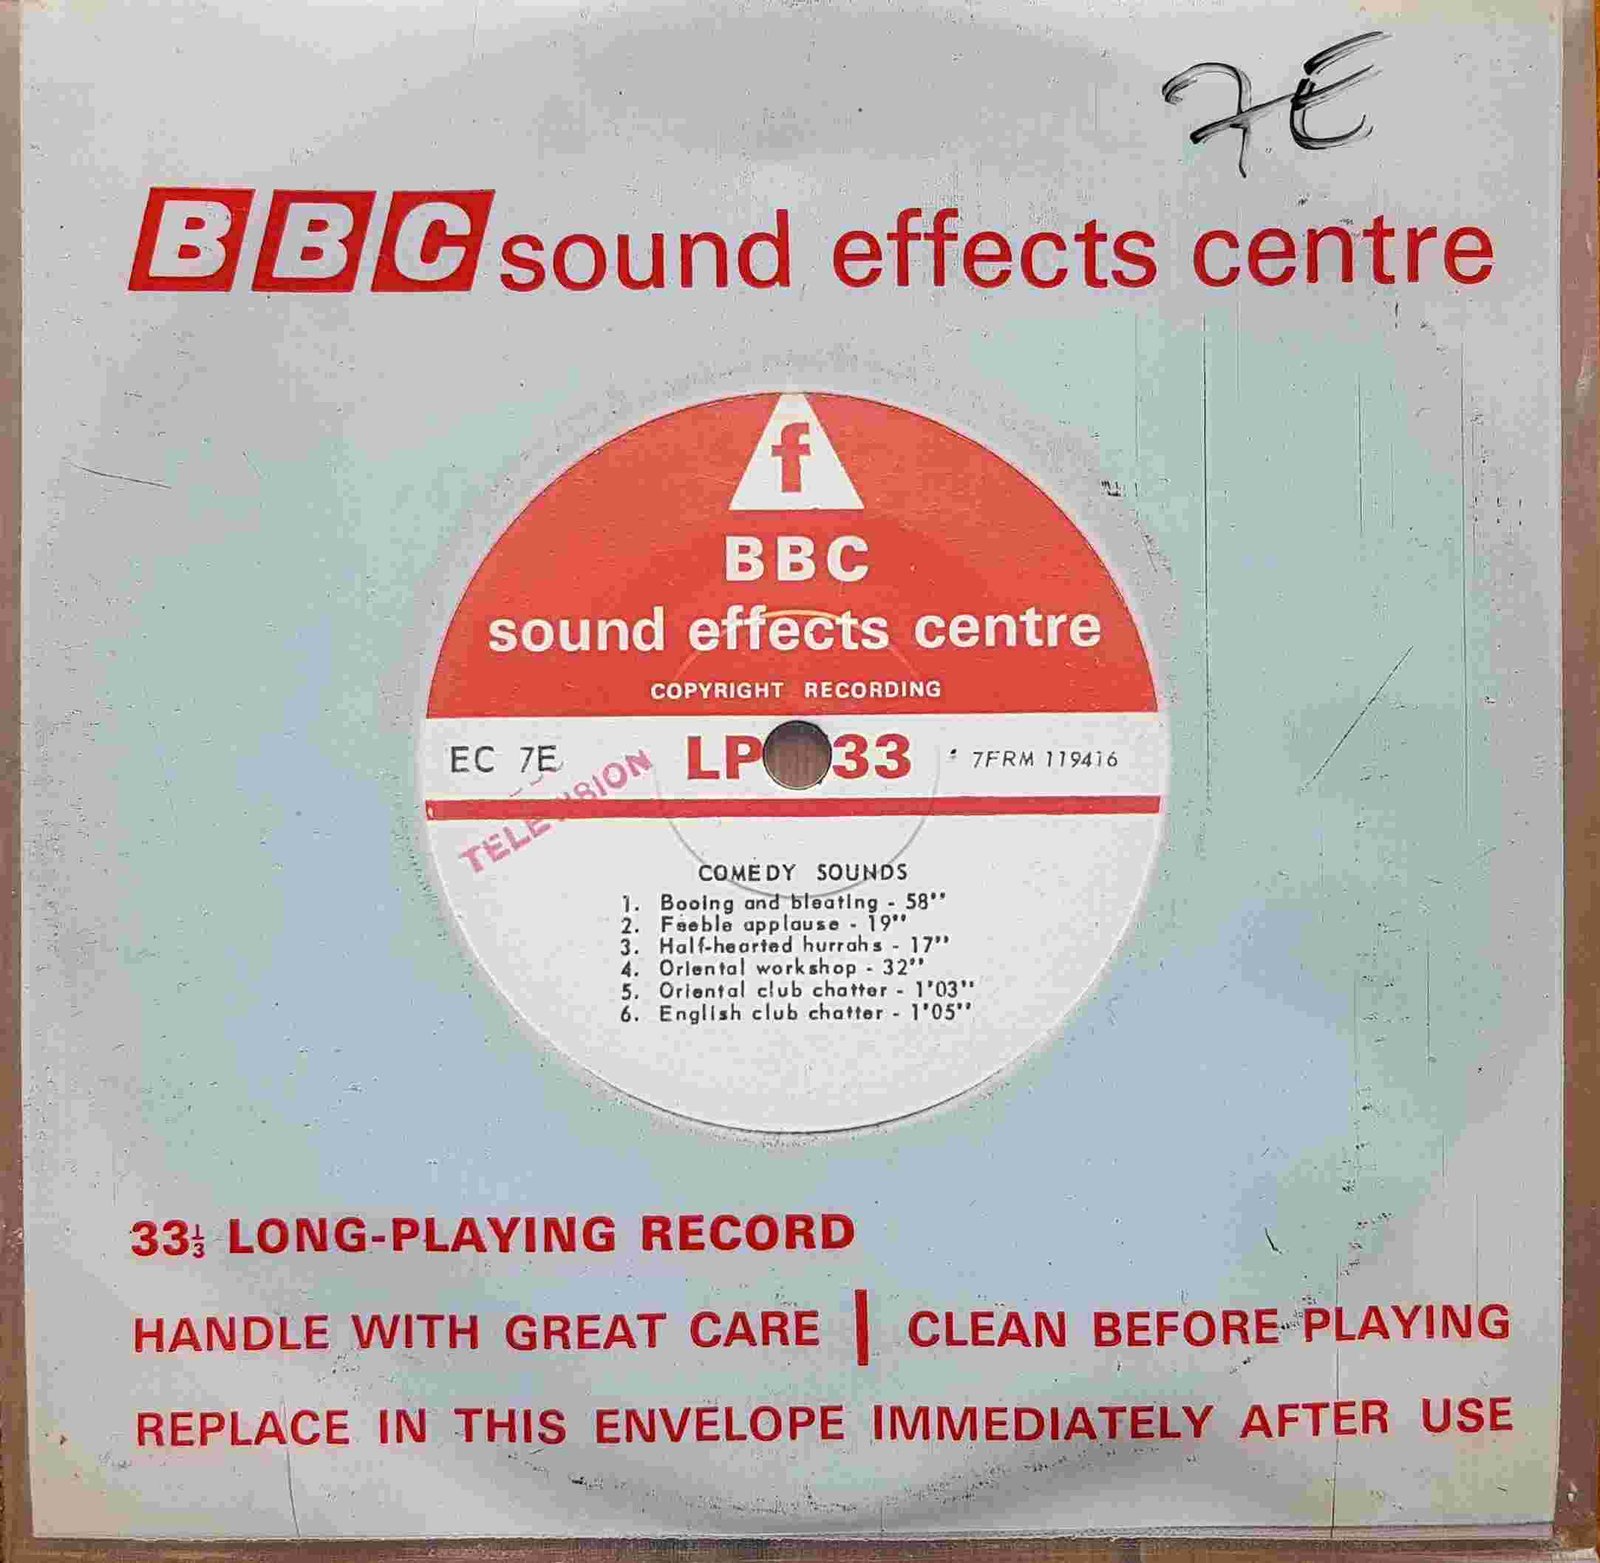 7E
BBC sound effects centre
f
BBC
sound effects centre
COPYRIGHT RECORDING
EC 7E LP 33 7FRM 119416
TELEVISION
COMEDY SOUNDS
1. Booing and bleating - 58''
2. Feeble applause - 19''
3. Half-hearted hurrahs - 17''
4. Oriental workshop - 32''
5. Oriental club chatter - 1'03''
6. English club chatter - 1'05''
33⅓ LONG-PLAYING RECORD
HANDLE WITH GREAT CARE | CLEAN BEFORE PLAYING
REPLACE IN THIS ENVELOPE IMMEDIATELY AFTER USE